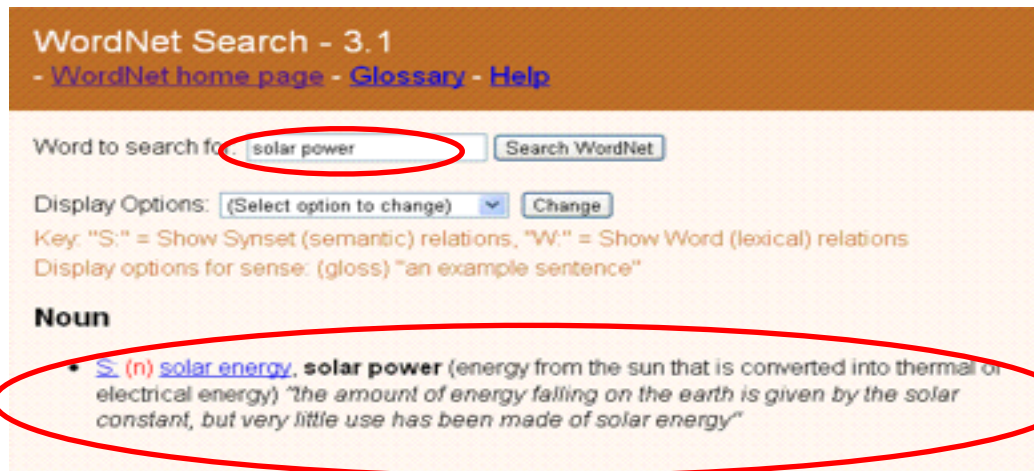 WordNet Search - 3.1
- WordNet home page - Glossary - Help
Word to search for: solar power Search WordNet
Display Options: (Select option to change) Change
Key: "S:" = Show Synset (semantic) relations, "W:" = Show Word (lexical) relations
Display options for sense: (gloss) "an example sentence"
Noun
• S: (n) solar energy, solar power (energy from the sun that is converted into thermal or
electrical energy) "the amount of energy falling on the earth is given by the solar
constant, but very little use has been made of solar energy"